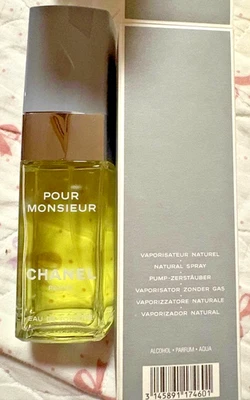 POUR
MONSIEUR
CHANEL
VAPORISATEUR NATUREL
NATURAL SPRAY
PUMP-ZERSTÄUBER
VAPORISATOR ZONDER GAS
VAPORIZZATORE NATURALE
VAPORIZADOR NATURAL
ALCOHOL • PARFUM • AQUA
3 145891 174601